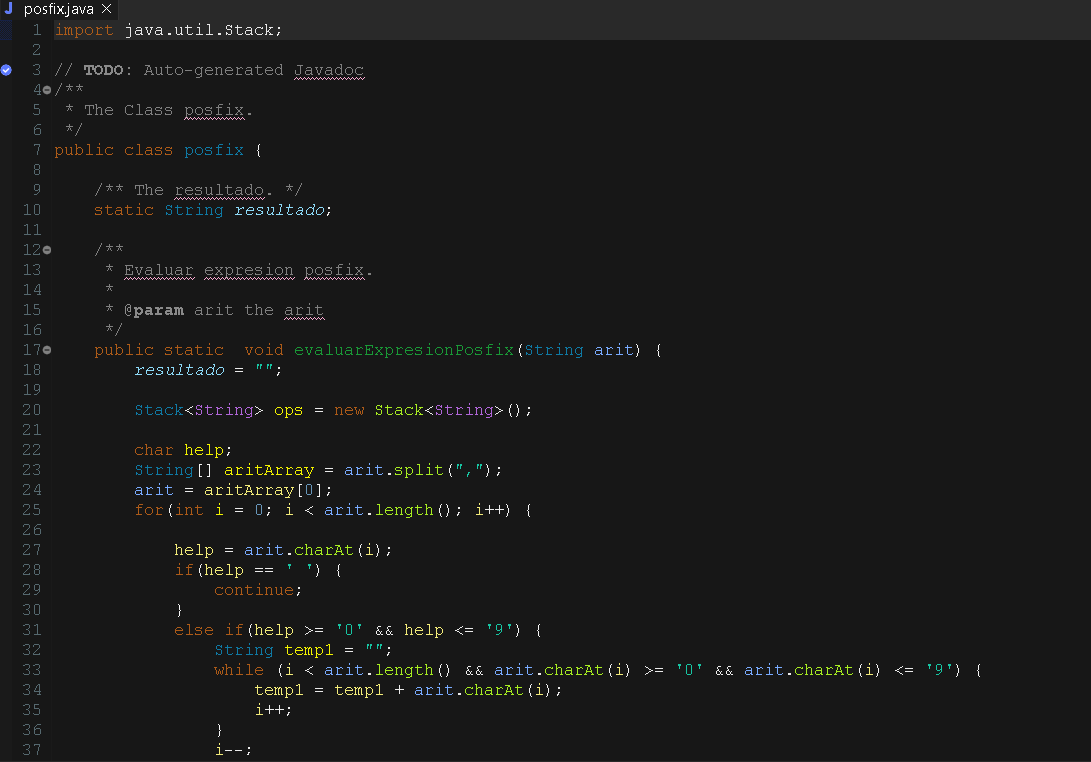 posfix.java
1 import java.util.Stack;
2
3 // TODO: Auto-generated Javadoc
4 /**
5  * The Class posfix.
6  */
7 public class posfix {
8
9     /** The resultado. */
10     static String resultado;
11
12     /**
13      * Evaluar expresion posfix.
14      *
15      * @param arit the arit
16      */
17     public static  void evaluarExpresionPosfix(String arit) {
18         resultado = "";
19
20         Stack<String> ops = new Stack<String>();
21
22         char help;
23         String[] aritArray = arit.split(",");
24         arit = aritArray[0];
25         for(int i = 0; i < arit.length(); i++) {
26
27             help = arit.charAt(i);
28             if(help == ' ') {
29                 continue;
30             }
31             else if(help >= '0' && help <= '9') {
32                 String temp1 = "";
33                 while (i < arit.length() && arit.charAt(i) >= '0' && arit.charAt(i) <= '9') {
34                     temp1 = temp1 + arit.charAt(i);
35                     i++;
36                 }
37                 i--;